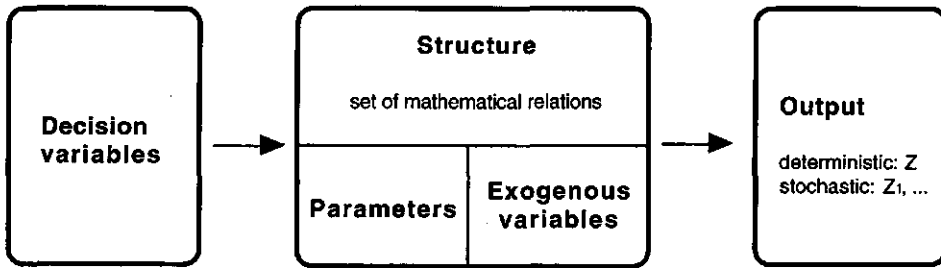 Decision
variables
Structure
set of mathematical relations
Parameters
Exogenous
variables
Output
deterministic: Z
stochastic: Z1, ...